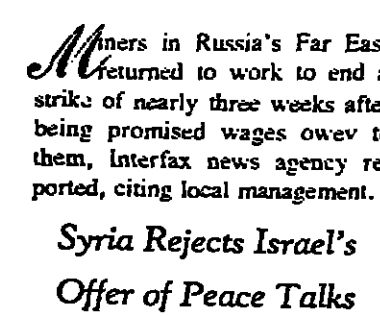 Miners in Russia's Far Eas
returned to work to end a
strike of nearly three weeks afte
being promised wages owev t
them, Interfax news agency re
ported, citing local management.
Syria Rejects Israel's
Offer of Peace Talks